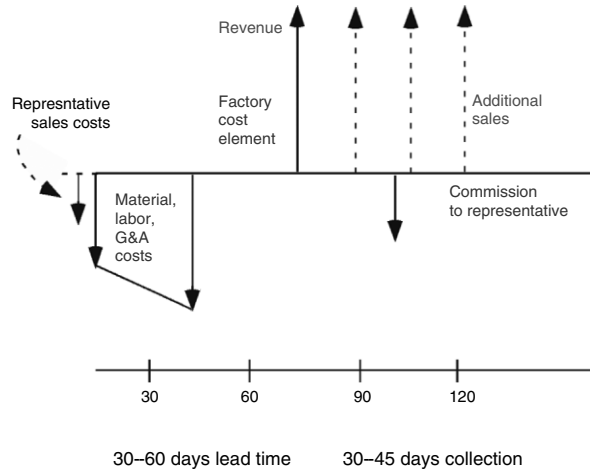 Revenue
Represntative
sales costs
Factory
cost
element
Additional
sales
Material,
labor,
G&A
costs
Commission
to representative
30
60
90
120
30–60 days lead time
30–45 days collection